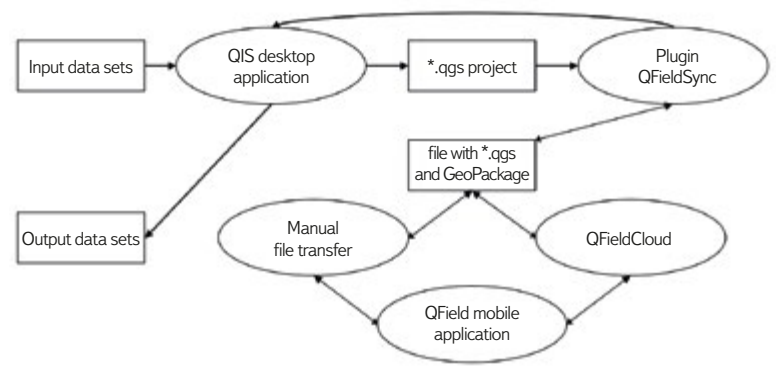 Input data sets
QIS desktop
application
*.qgs project
Plugin
QFieldSync
file with *.qgs
and GeoPackage
Output data sets
Manual
file transfer
QFieldCloud
QField mobile
application